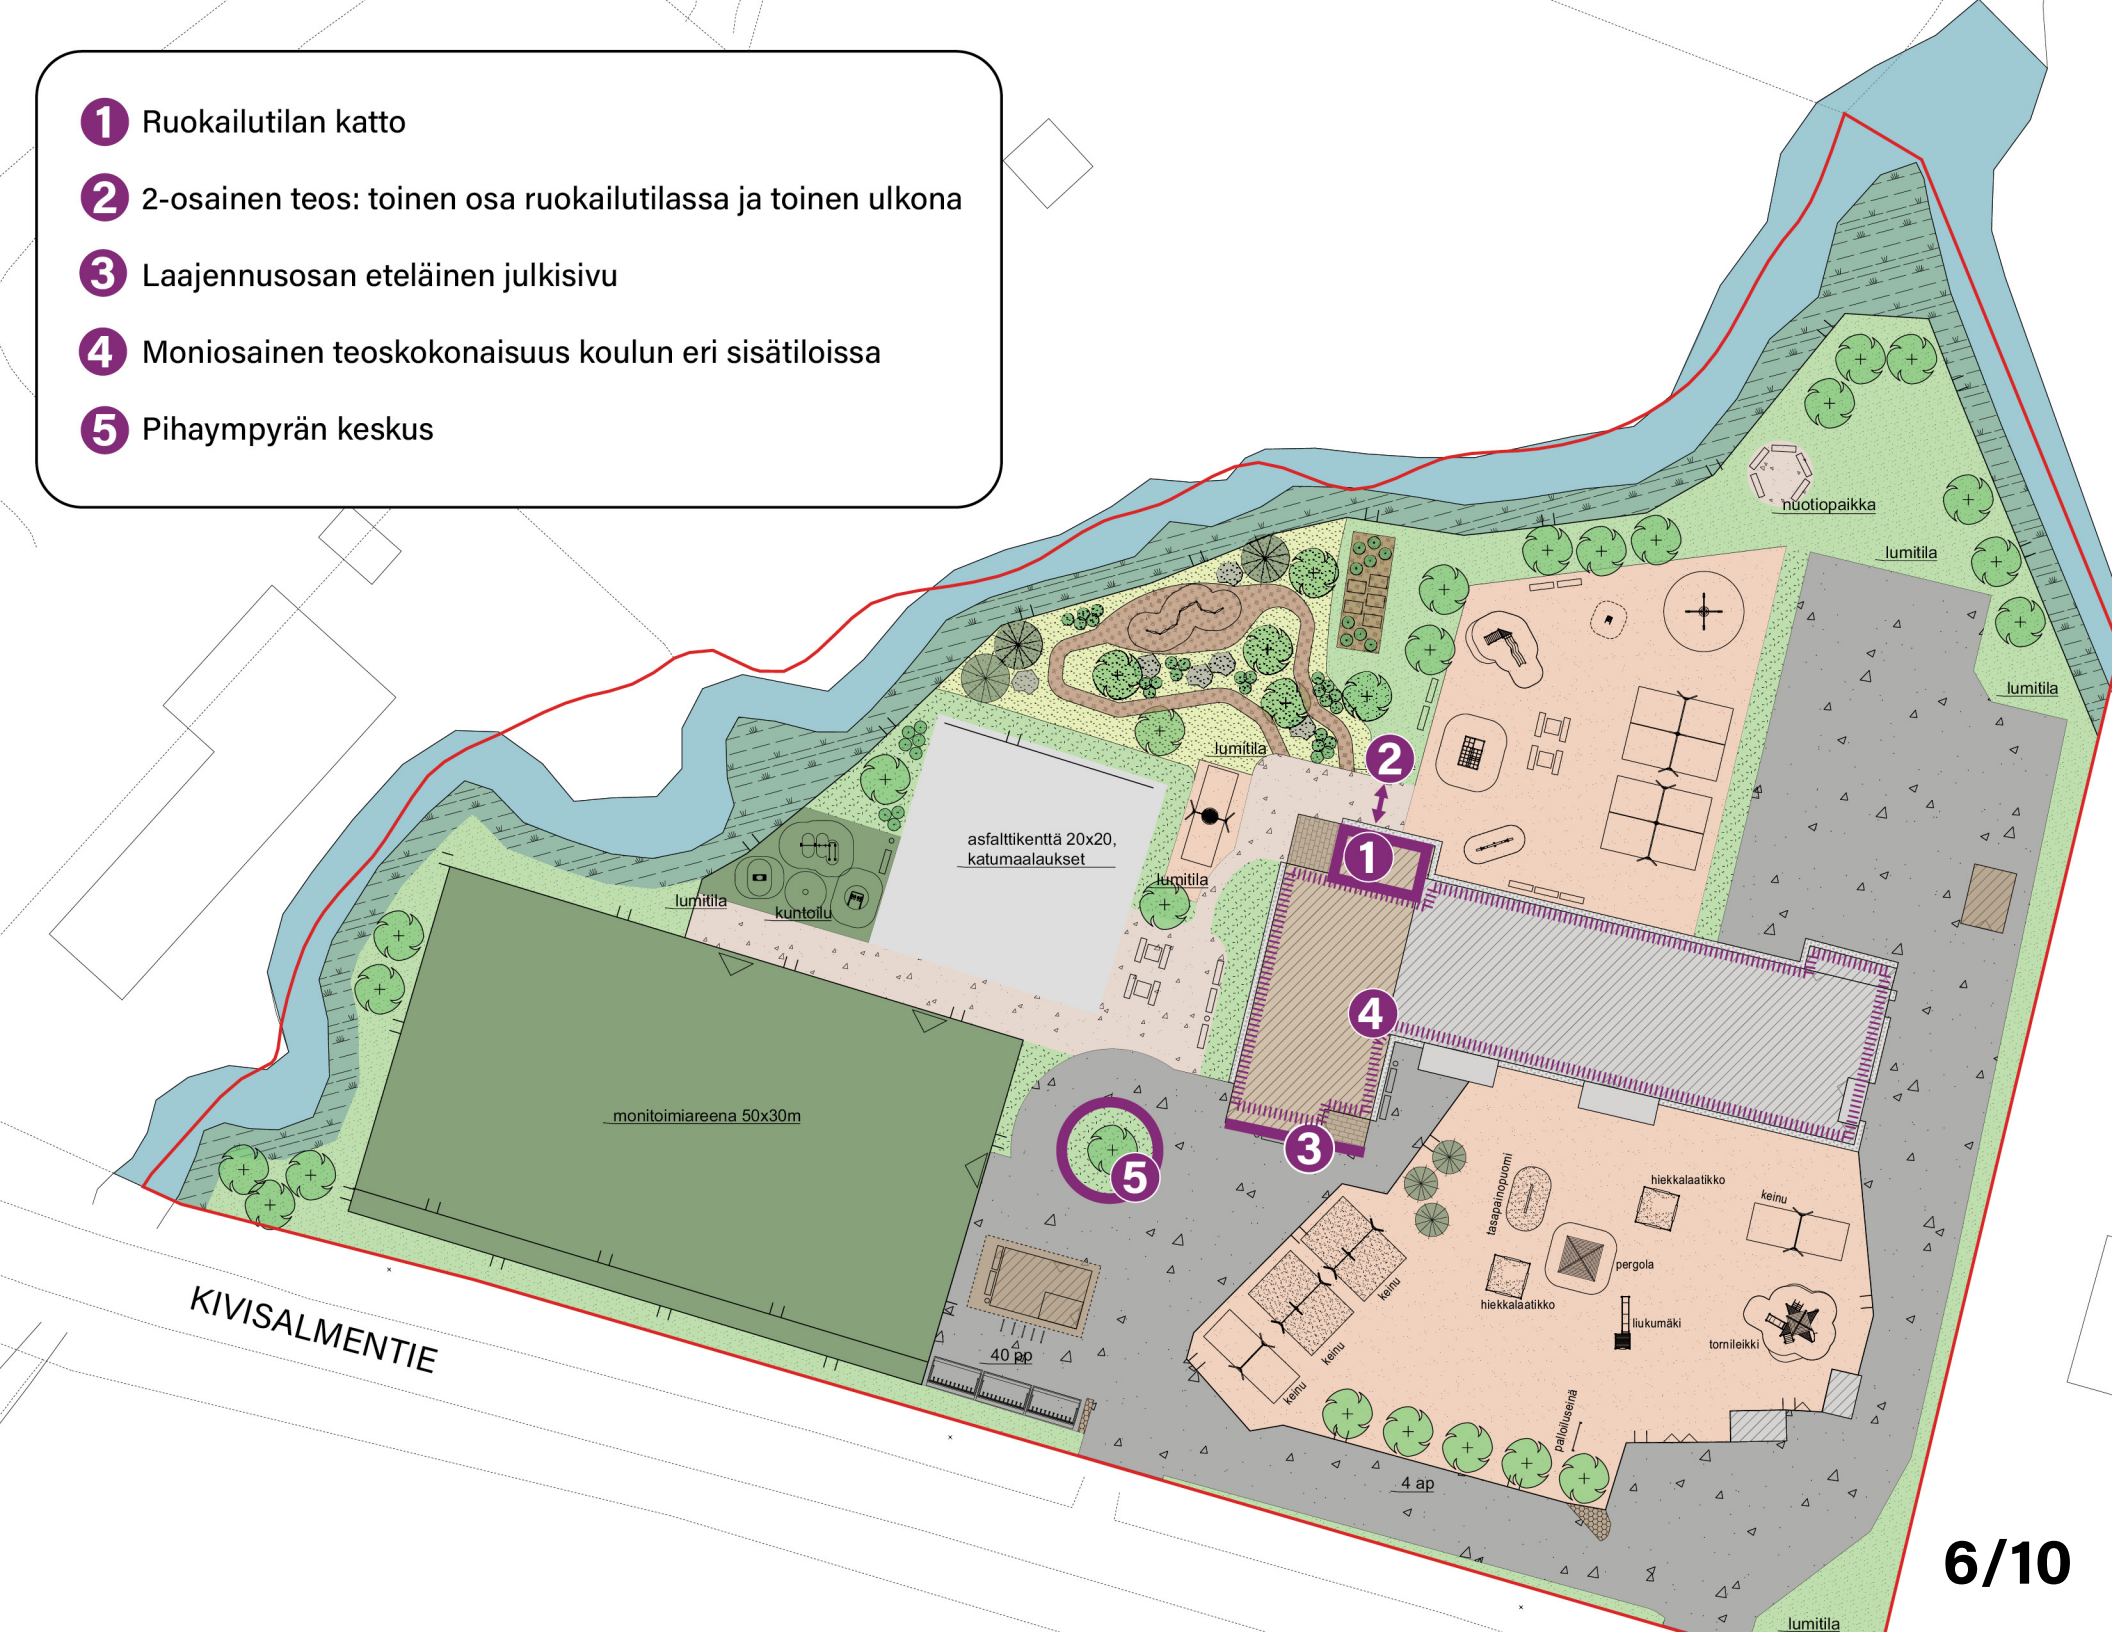 1 Ruokailutilan katto
2 2-osainen teos: toinen osa ruokailutilassa ja toinen ulkona
3 Laajennusosan eteläinen julkisivu
4 Moniosainen teoskokonaisuus koulun eri sisätiloissa
5 Pihaympyrän keskus
nuotiopaikka
lumitila
lumitila
lumitila
2
asfalttikenttä 20x20,
katumaalaukset
1
lumitila
lumitila
kuntoilu
4
monitoimiareena 50x30m
3
5
tasapainopuomi
hiekkalaatikko
keinu
pergola
keinu
hiekkalaatikko
liukumäki
tornileikki
keinu
keinu
KIVISALMENTIE
40 pp
palloiluseinä
4 ap
6/10
lumitila